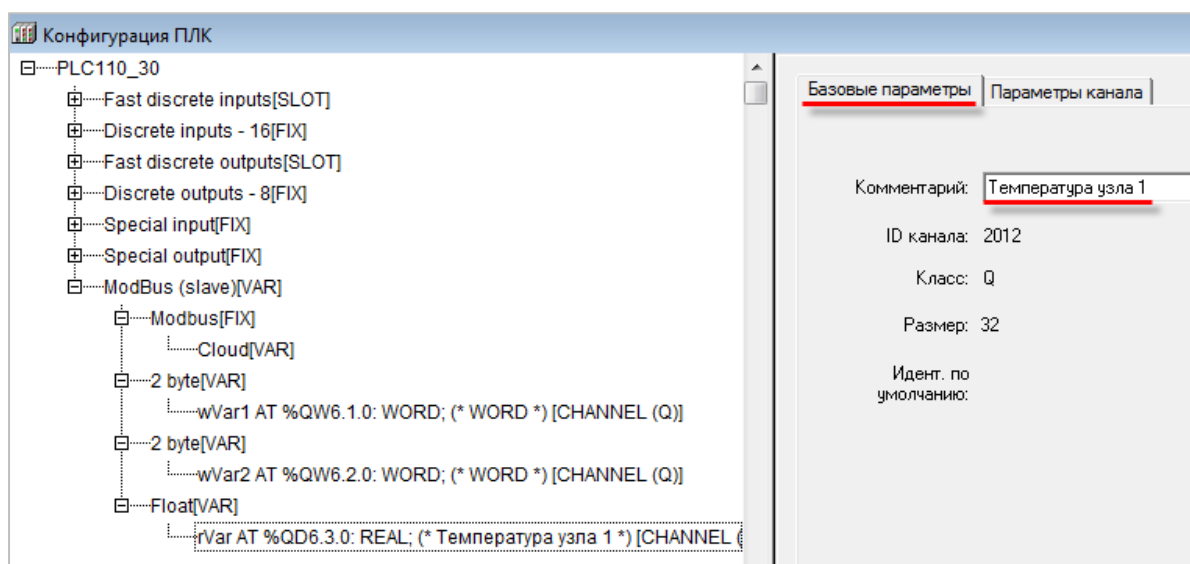 Конфигурация ПЛК
PLC110_30
Fast discrete inputs[SLOT]
Discrete inputs - 16[FIX]
Fast discrete outputs[SLOT]
Discrete outputs - 8[FIX]
Special input[FIX]
Special output[FIX]
ModBus (slave)[VAR]
Modbus[FIX]
Cloud[VAR]
2 byte[VAR]
wVar1 AT %QW6.1.0: WORD; (* WORD *) [CHANNEL (Q)]
2 byte[VAR]
wVar2 AT %QW6.2.0: WORD; (* WORD *) [CHANNEL (Q)]
Float[VAR]
rVar AT %QD6.3.0: REAL; (* Температура узла 1 *) [CHANNEL (
Базовые параметры Параметры канала
Комментарий: Температура узла 1
ID канала: 2012
Класс: Q
Размер: 32
Идент. по
умолчанию: